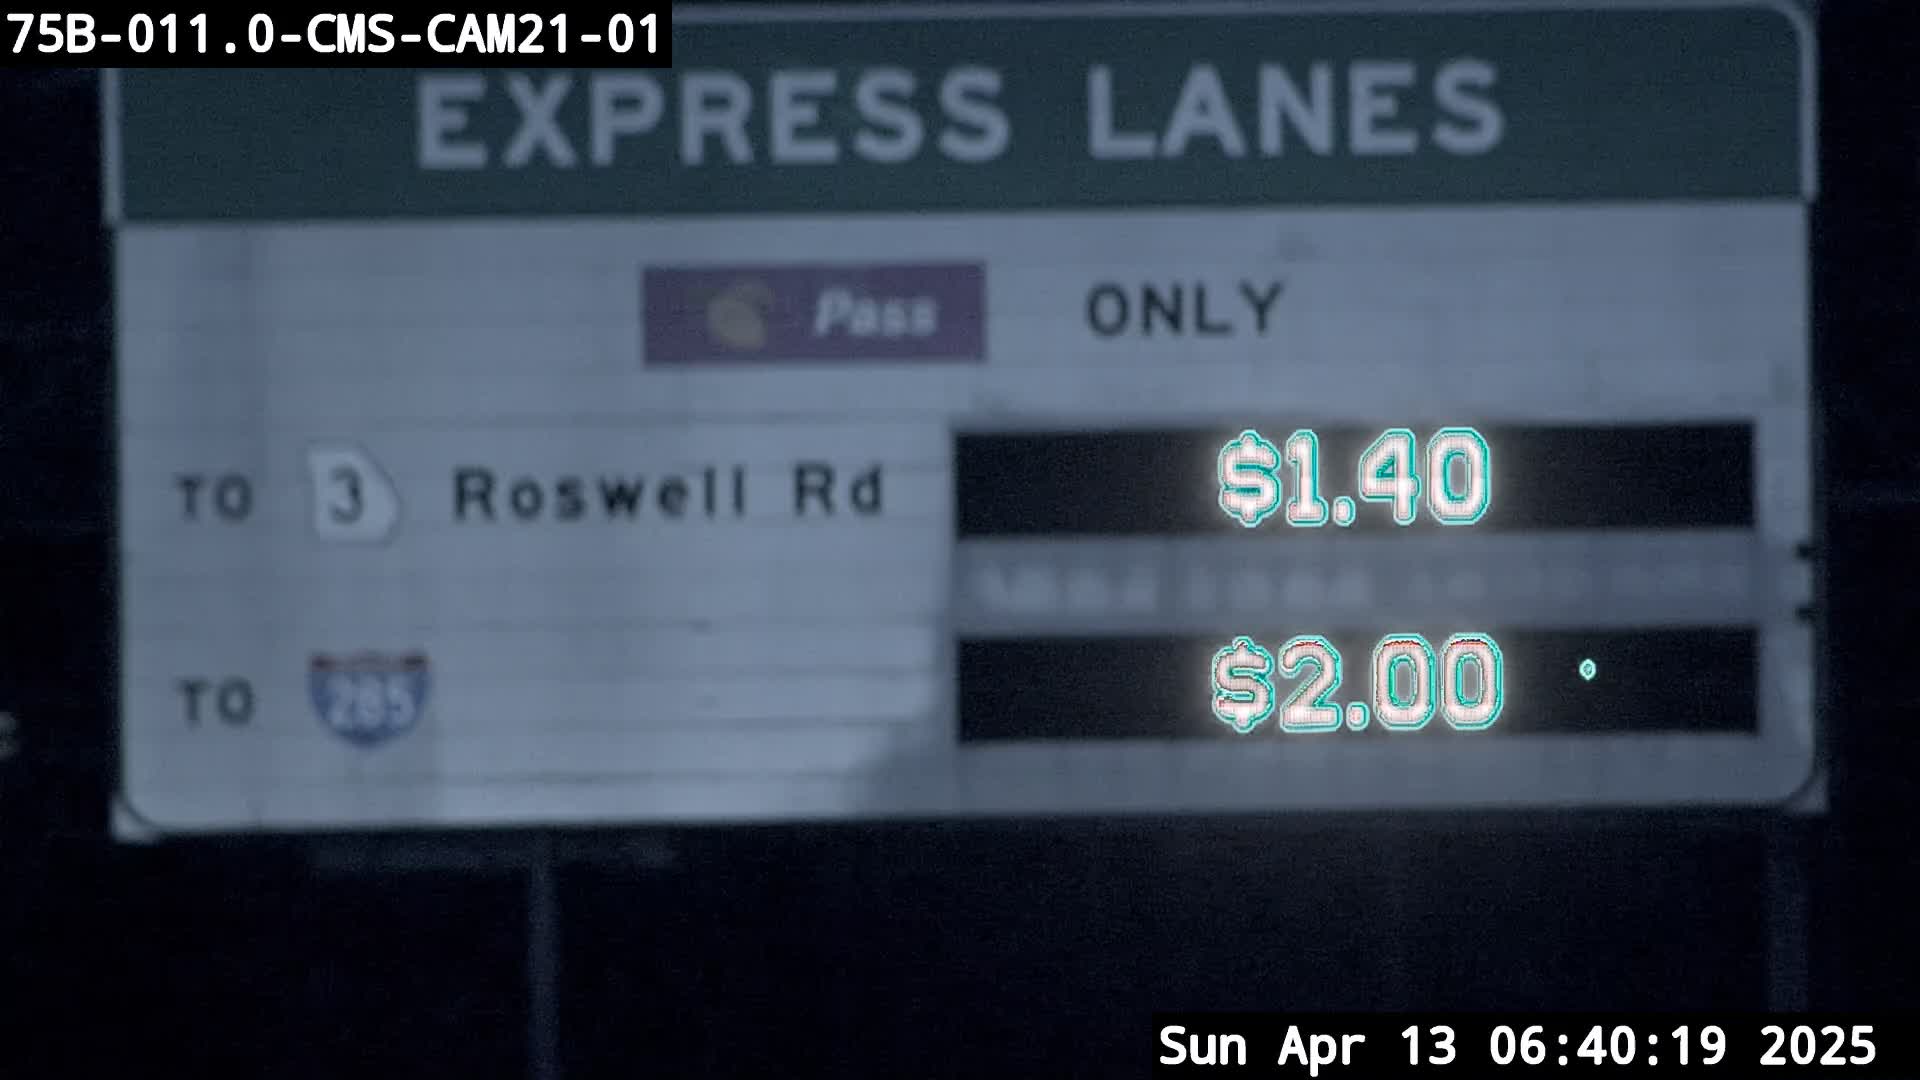 75B-011.0-CMS-CAM21-01
EXPRESS LANES
Pass ONLY
TO 3 Roswell Rd $1.40
TO 285 $2.00
Sun Apr 13 06:40:19 2025